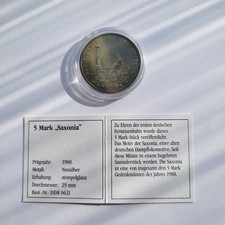 5 Mark „Saxonia"
Prägejahr: 1988
Metall: Neusilber
Erhaltung: stempelglanz
Durchmesser: 29 mm
Best.-Nr.: DDR 0621
Zu Ehren der ersten deutschen
Fernseisenbahn wurde dieses
5 Mark-Stück veröffentlicht.
Das Motiv der Saxonia, einer alten
deutschen Dampflokomotive, ließ
diese Münze zu einem begehrten
Sammlerstück werden. Die Saxonia
ist eine von insgesamt drei 5 Mark
Gedenkmünzen des Jahres 1988.